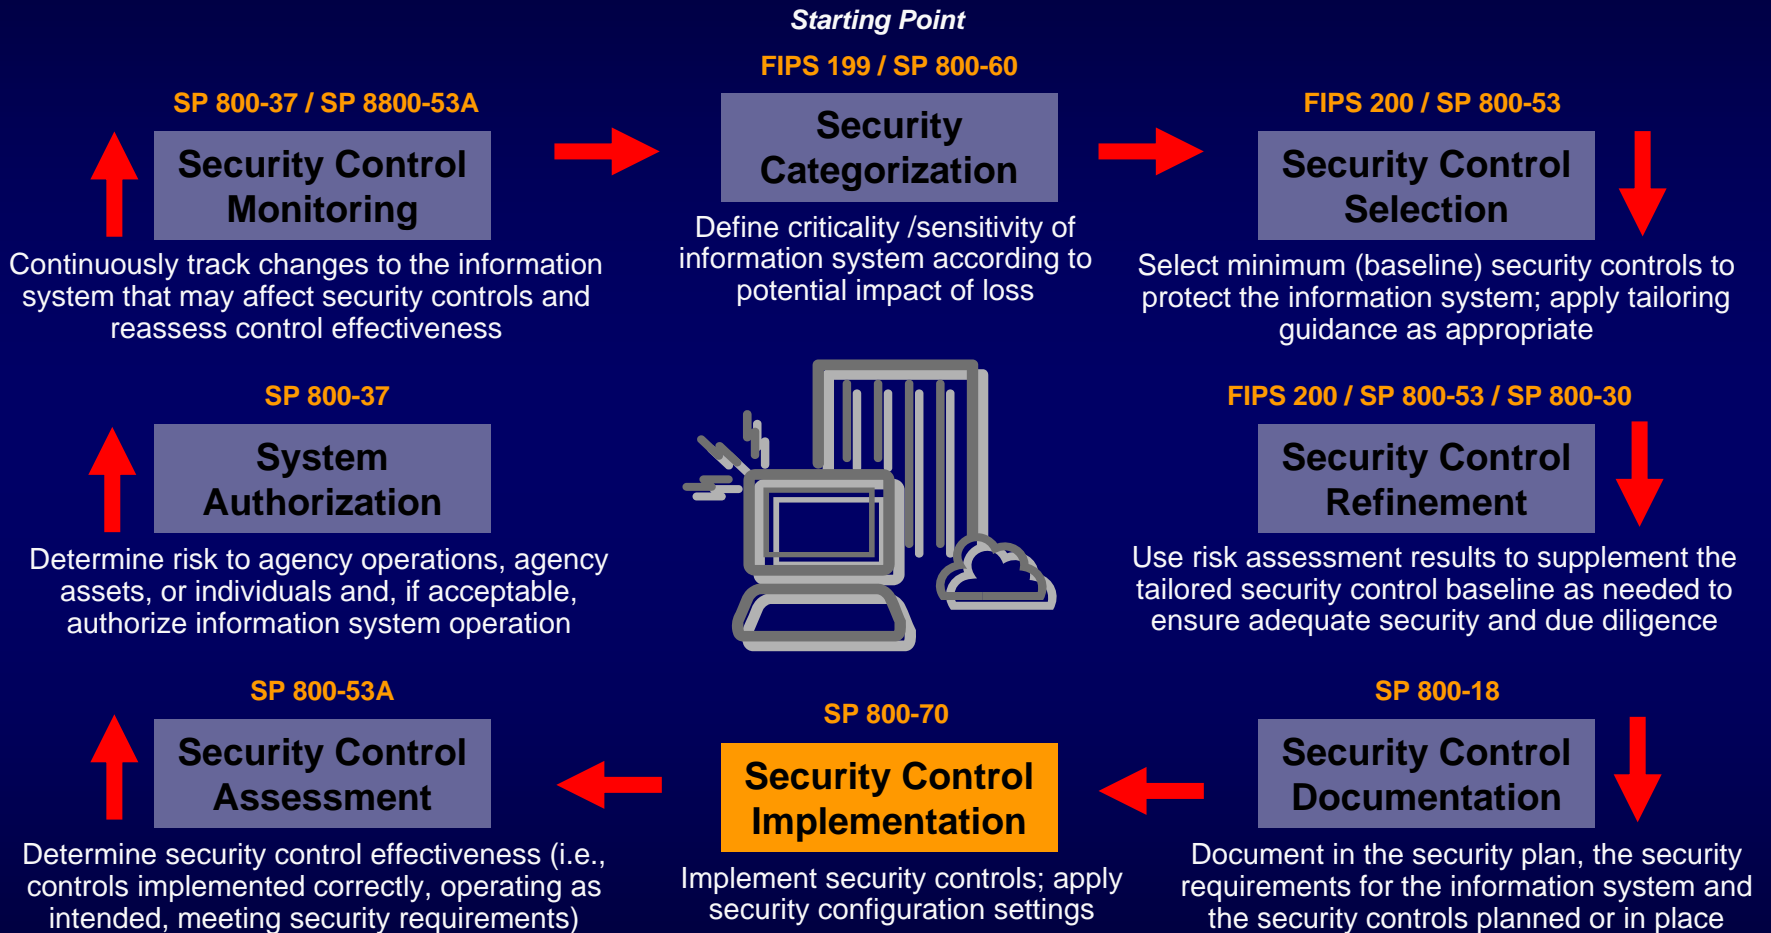 Starting Point
FIPS 199 / SP 800-60
Security
Categorization
Define criticality /sensitivity of
information system according to
potential impact of loss
FIPS 200 / SP 800-53
Security Control
Selection
Select minimum (baseline) security controls to
protect the information system; apply tailoring
guidance as appropriate
FIPS 200 / SP 800-53 / SP 800-30
Security Control
Refinement
Use risk assessment results to supplement the
tailored security control baseline as needed to
ensure adequate security and due diligence
SP 800-18
Security Control
Documentation
Document in the security plan, the security
requirements for the information system and
the security controls planned or in place
SP 800-70
Security Control
Implementation
Implement security controls; apply
security configuration settings
SP 800-53A
Security Control
Assessment
Determine security control effectiveness (i.e.,
controls implemented correctly, operating as
intended, meeting security requirements)
SP 800-37
System
Authorization
Determine risk to agency operations, agency
assets, or individuals and, if acceptable,
authorize information system operation
SP 800-37 / SP 8800-53A
Security Control
Monitoring
Continuously track changes to the information
system that may affect security controls and
reassess control effectiveness